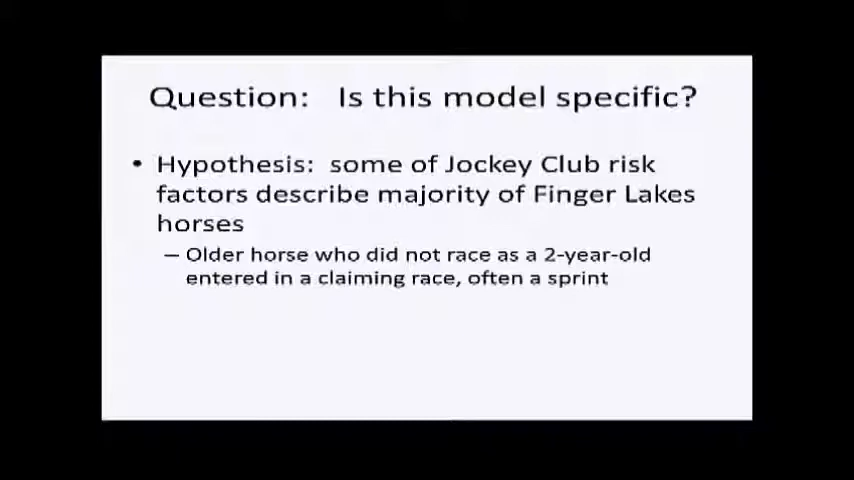 Question: Is this model specific?
• Hypothesis: some of Jockey Club risk
factors describe majority of Finger Lakes
horses
– Older horse who did not race as a 2-year-old
entered in a claiming race, often a sprint